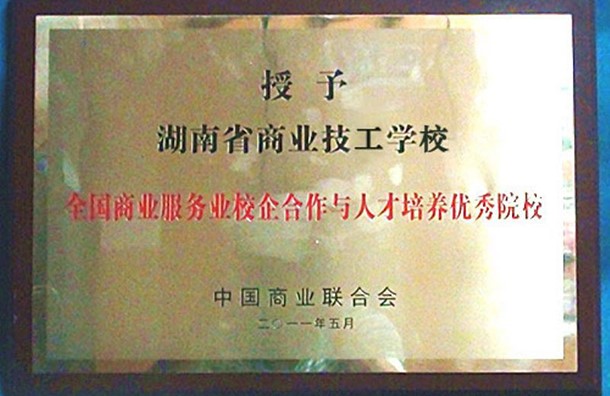 授予
湖南省商业技工学校
全国商业服务业校企合作与人才培养优秀院校
中国商业联合会
二〇一一年五月